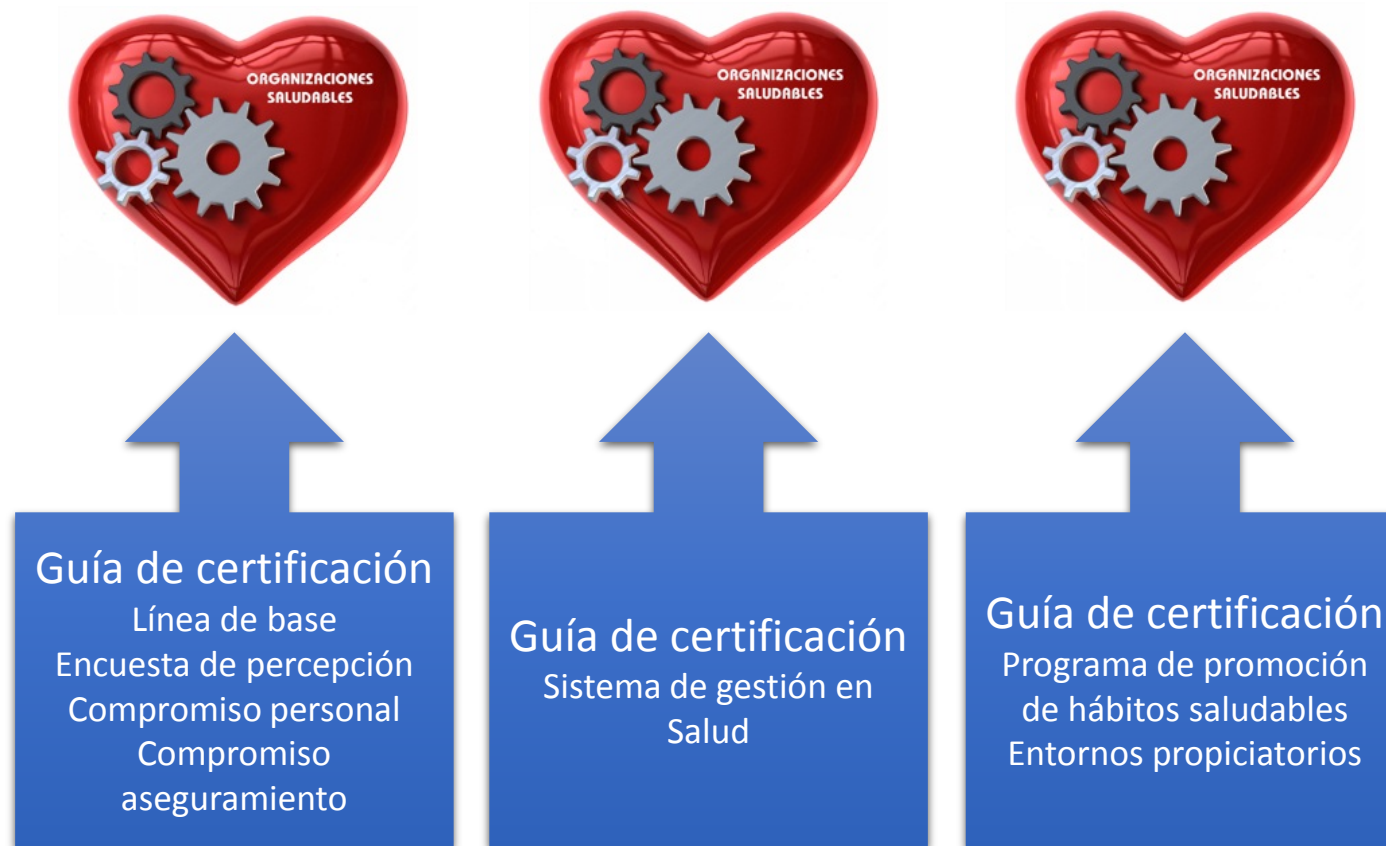 ORGANIZACIONES
SALUDABLES
ORGANIZACIONES
SALUDABLES
ORGANIZACIONES
SALUDABLES
Guía de certificación
Línea de base
Encuesta de percepción
Compromiso personal
Compromiso
aseguramiento
Guía de certificación
Sistema de gestión en
Salud
Guía de certificación
Programa de promoción
de hábitos saludables
Entornos propiciatorios